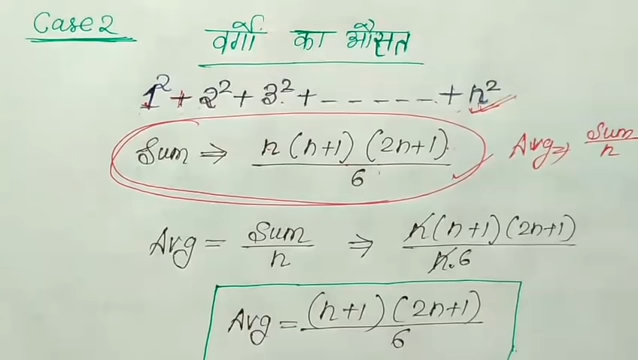 Case 2
वर्गो का औसत
1² + 2² + 3² + ------ + n²
Sum ⇒ n(n+1)(2n+1)/6
Avg ⇒ Sum/n
Avg = Sum/n ⇒ n(n+1)(2n+1)/n.6
Avg = (n+1)(2n+1)/6